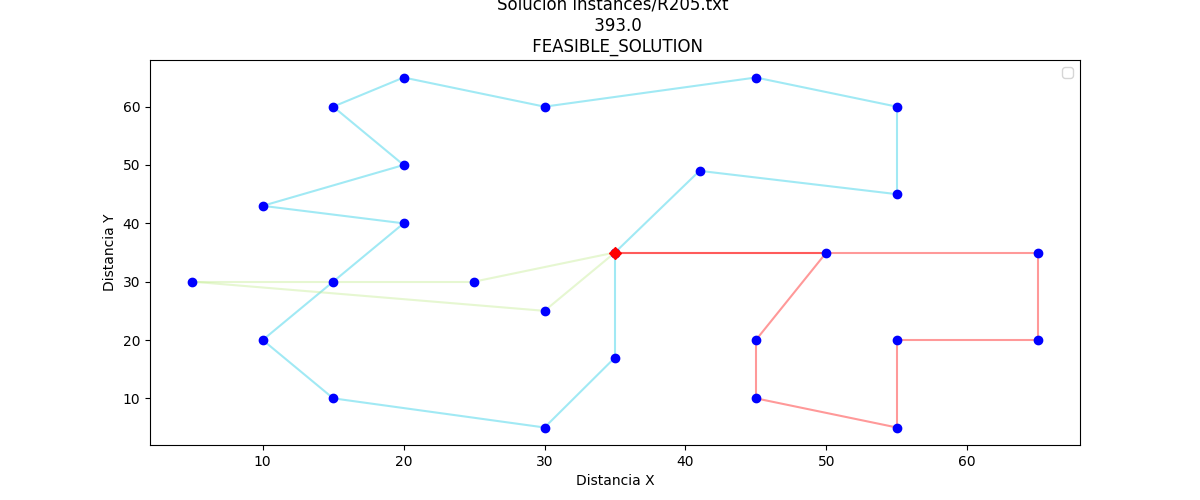 Solucion Instances/R205.txt
393.0
FEASIBLE_SOLUTION
Distancia Y
60
50
40
30
20
10
10 20 30 40 50 60
Distancia X